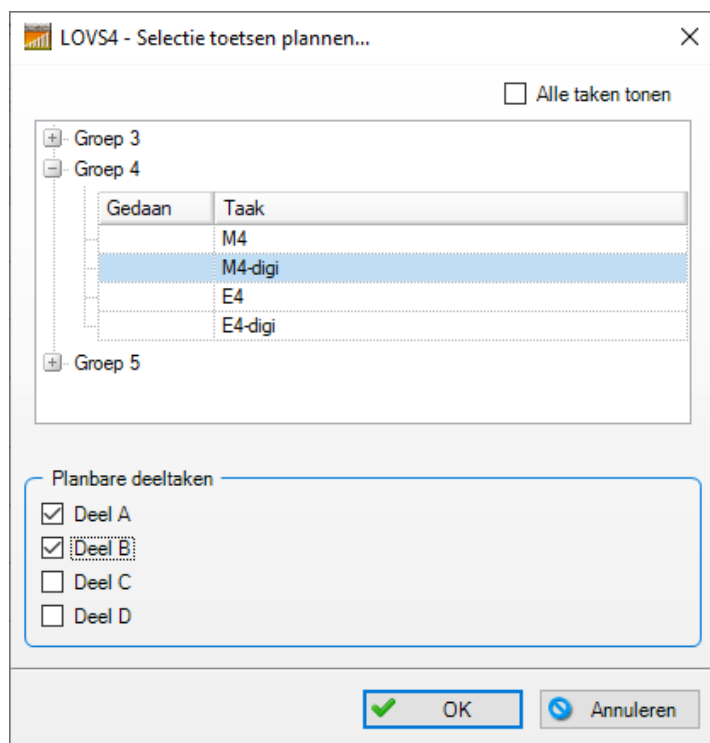 LOVS4 - Selectie toetsen plannen...
Alle taken tonen
Groep 3
Groep 4
Gedaan Taak
M4
M4-digi
E4
E4-digi
Groep 5
Planbare deeltaken
Deel A
Deel B
Deel C
Deel D
OK Annuleren